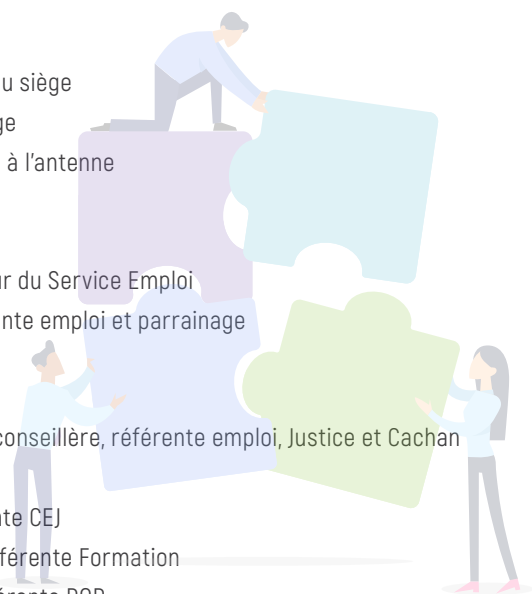 u siège
ge
à l'antenne
r du Service Emploi
nte emploi et parrainage
conseillère, référente emploi, Justice et Cachan
te CEJ
férente Formation